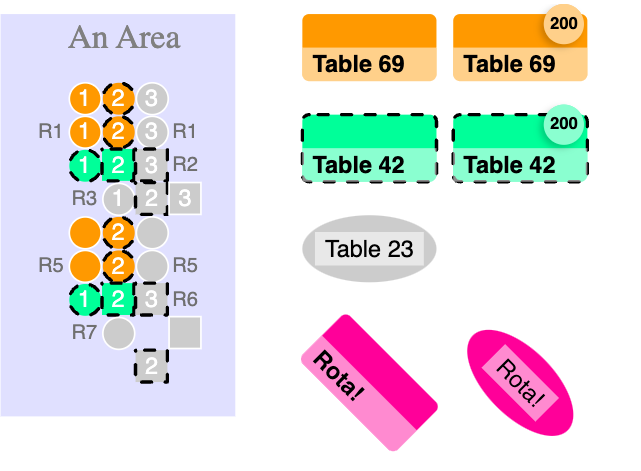 An Area
1 2 3
R1 1 2 3 R1
1 2 3 R2
R3 1 2 3
2
R5 2 R5
1 2 3 R6
R7
2
Table 69
200
Table 69
Table 42
200
Table 42
Table 23
Rota!
Rota!